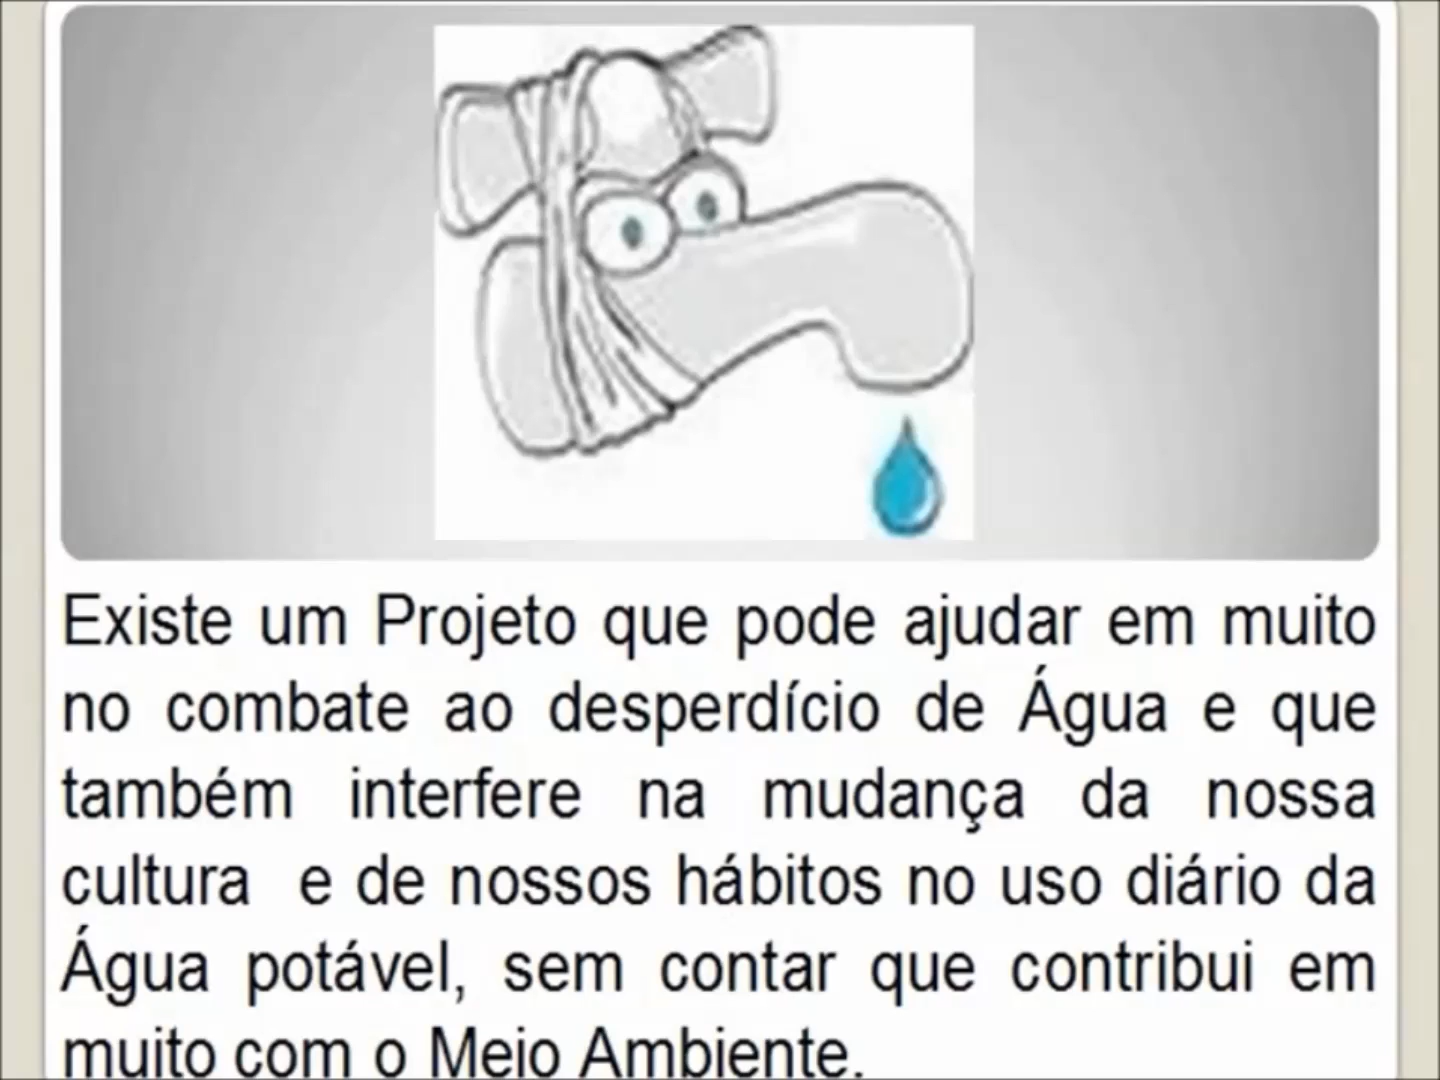 Existe um Projeto que pode ajudar em muito
no combate ao desperdício de Água e que
também interfere na mudança da nossa
cultura e de nossos hábitos no uso diário da
Água potável, sem contar que contribui em
muito com o Meio Ambiente.